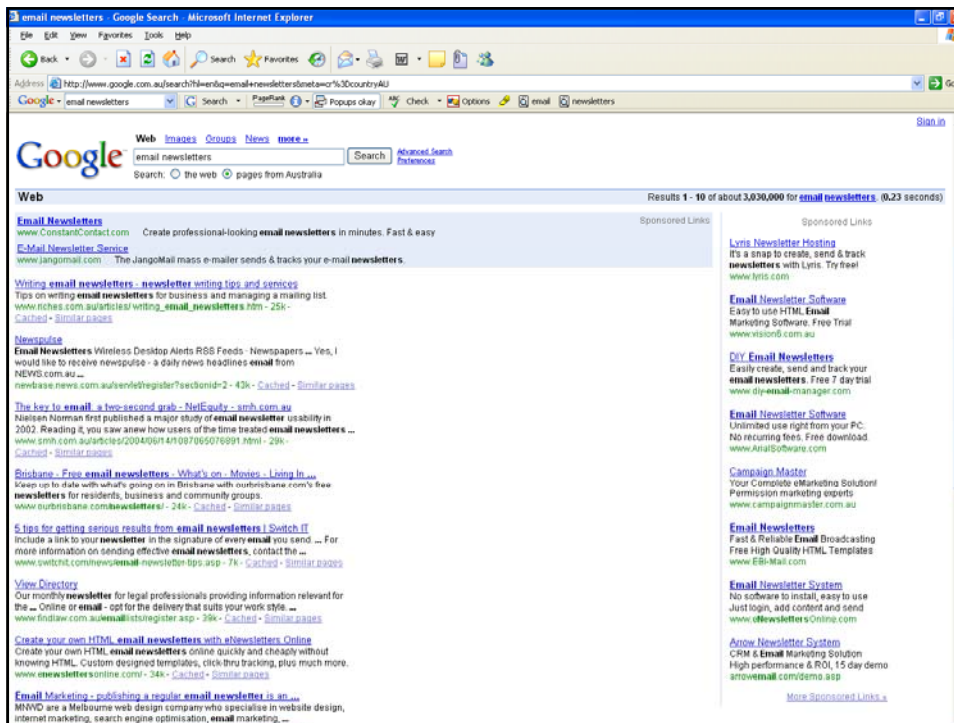 email newsletters - Google Search - Microsoft Internet Explorer
File Edit View Favorites Tools Help
Back Search Favorites
Address http://www.google.com.au/search?hl=en&q=email+newsletters&meta=cr%3DcountryAU Go
Google email newsletters Search PageRank Popups okay Check Options email newsletters
Sign in
Web Images Groups News more »
Google email newsletters Search Advanced Search
Preferences
Search: the web pages from Australia
Web Results 1 - 10 of about 3,030,000 for email newsletters. (0.23 seconds)
Email Newsletters Sponsored Links
www.ConstantContact.com Create professional-looking email newsletters in minutes. Fast & easy
E-Mail Newsletter Service
www.jangomail.com The JangoMail mass e-mailer sends & tracks your e-mail newsletters.
Writing email newsletters - newsletter writing tips and services
Tips on writing email newsletters for business and managing a mailing list.
www.riches.com.au/articles/writing_email_newsletters.htm - 25k -
Cached - Similar pages
Newspulse
Email Newsletters Wireless Desktop Alerts RSS Feeds · Newspapers ... Yes, I
would like to receive newspulse - a daily news headlines email from
NEWS.com.au ...
newbase.news.com.au/servlet/register?sectionid=2 - 43k - Cached - Similar pages
The key to email: a two-second grab - NetEquity - smh.com.au
Nielsen Norman first published a major study of email newsletter usability in
2002. Reading it, you saw anew how users of the time treated email newsletters ...
www.smh.com.au/articles/2004/06/14/1087065076891.html - 29k -
Cached - Similar pages
Brisbane - Free email newsletters - What's on - Movies - Living In ...
Keep up to date with what's going on in Brisbane with ourbrisbane.com's free
newsletters for residents, business and community groups.
www.ourbrisbane.com/newsletters/ - 24k - Cached - Similar pages
5 tips for getting serious results from email newsletters | Switch IT
Include a link to your newsletter in the signature of every email you send. ... For
more information on sending effective email newsletters, contact the ...
www.switchit.com/news/email-newsletter-tips.asp - 7k - Cached - Similar pages
View Directory
Our monthly newsletter for legal professionals providing information relevant for
the ... Online or email - opt for the delivery that suits your work style. ...
www.findlaw.com.au/emaillists/register.asp - 39k - Cached - Similar pages
Create your own HTML email newsletters with eNewsletters Online
Create your own HTML email newsletters online quickly and cheaply without
knowing HTML. Custom designed templates, click-thru tracking, plus much more.
www.enewslettersonline.com/ - 34k - Cached - Similar pages
Email Marketing - publishing a regular email newsletter is an ...
MNWD are a Melbourne web design company who specialise in website design,
internet marketing, search engine optimisation, email marketing, ...
Sponsored Links
Lyris Newsletter Hosting
It's a snap to create, send & track
newsletters with Lyris. Try free!
www.lyris.com
Email Newsletter Software
Easy to use HTML Email
Marketing Software. Free Trial
www.vision6.com.au
DIY Email Newsletters
Easily create, send and track your
email newsletters. Free 7 day trial
www.diy-email-manager.com
Email Newsletter Software
Unlimited use right from your PC.
No recurring fees. Free download.
www.ArialSoftware.com
Campaign Master
Your Complete eMarketing Solution!
Permission marketing experts
www.campaignmaster.com.au
Email Newsletters
Fast & Reliable Email Broadcasting
Free High Quality HTML Templates
www.EBI-Mail.com
Email Newsletter System
No software to install, easy to use
Just login, add content and send
www.eNewslettersOnline.com
Arrow Newsletter System
CRM & Email Marketing Solution
High performance & ROI, 15 day demo
arrowemail.com/demo.asp
More Sponsored Links »